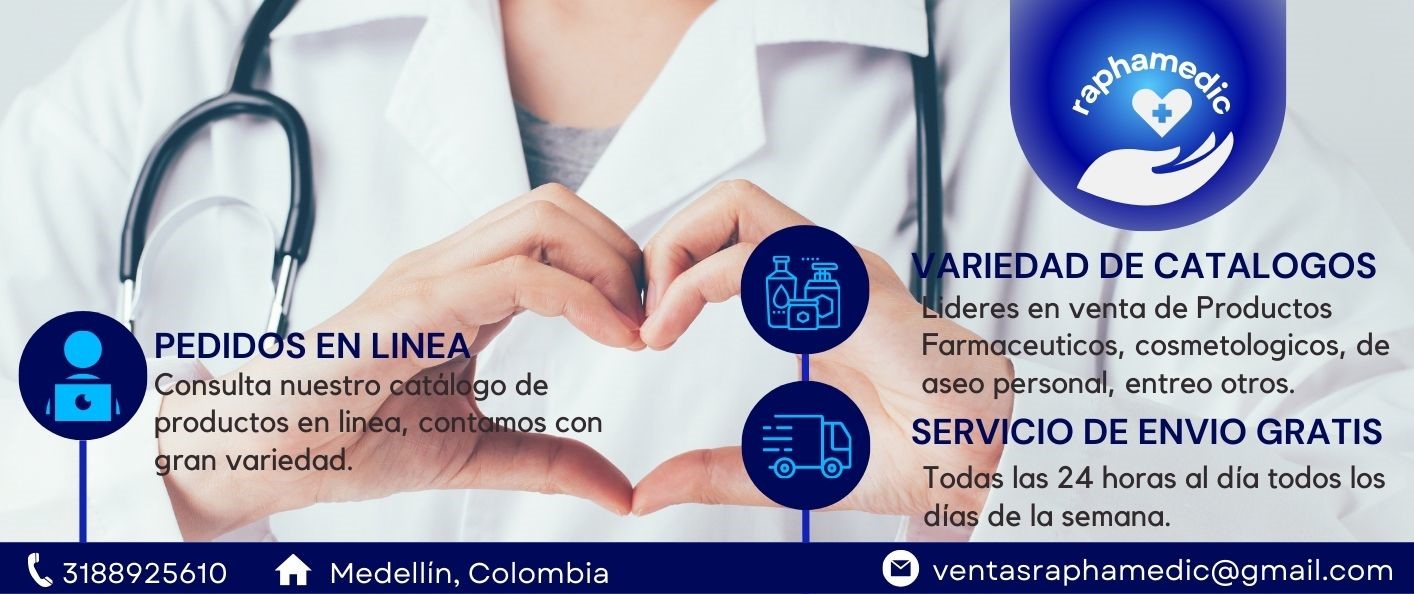 raphamedic
PEDIDOS EN LINEA
Consulta nuestro catálogo de
productos en linea, contamos con
gran variedad.
VARIEDAD DE CATALOGOS
Lideres en venta de Productos
Farmaceuticos, cosmetologicos, de
aseo personal, entreo otros.
SERVICIO DE ENVIO GRATIS
Todas las 24 horas al día todos los
días de la semana.
3188925610
Medellín, Colombia
ventasraphamedic@gmail.com